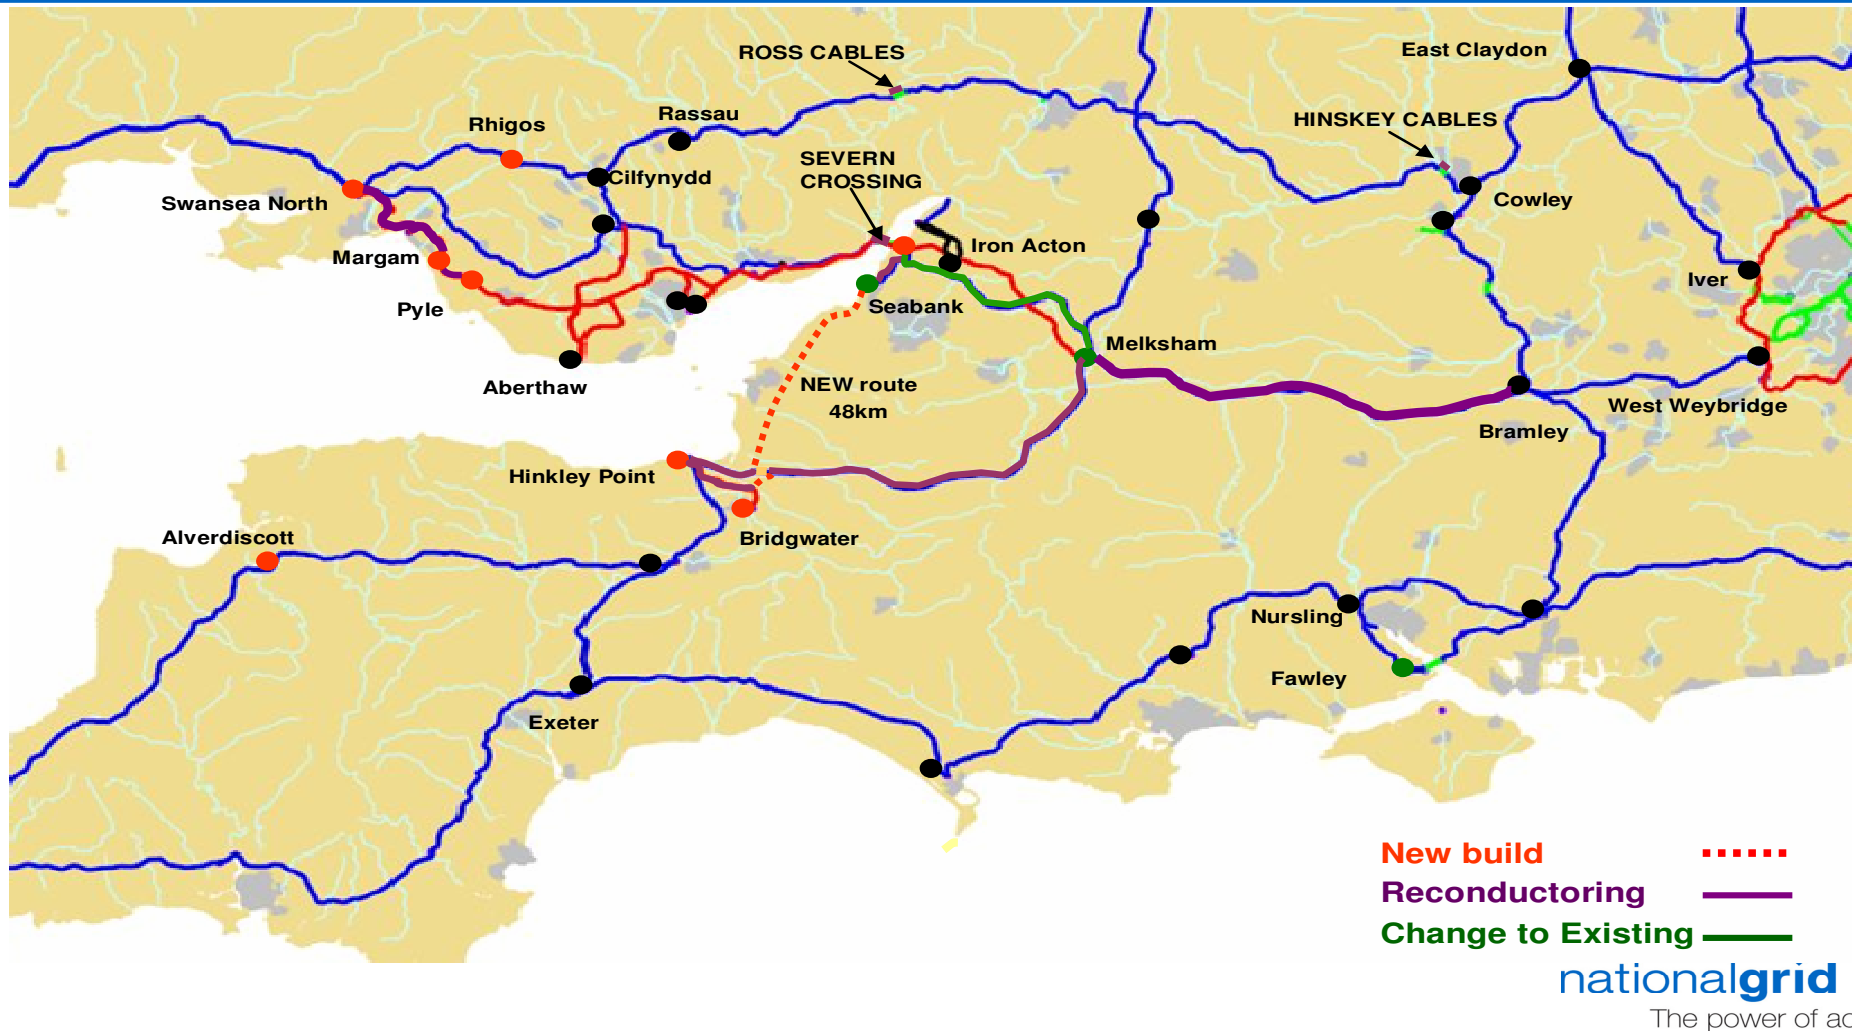 ROSS CABLES
East Claydon
Rassau
Rhigos
HINSKEY CABLES
SEVERN
CROSSING
Cilfynydd
Swansea North
Cowley
Margam
Iron Acton
Iver
Pyle
Seabank
Melksham
Aberthaw
NEW route
48km
West Weybridge
Bramley
Hinkley Point
Alverdiscott
Bridgwater
Nursling
Fawley
Exeter
New build
Reconductoring
Change to Existing
nationalgrid
The power of ac